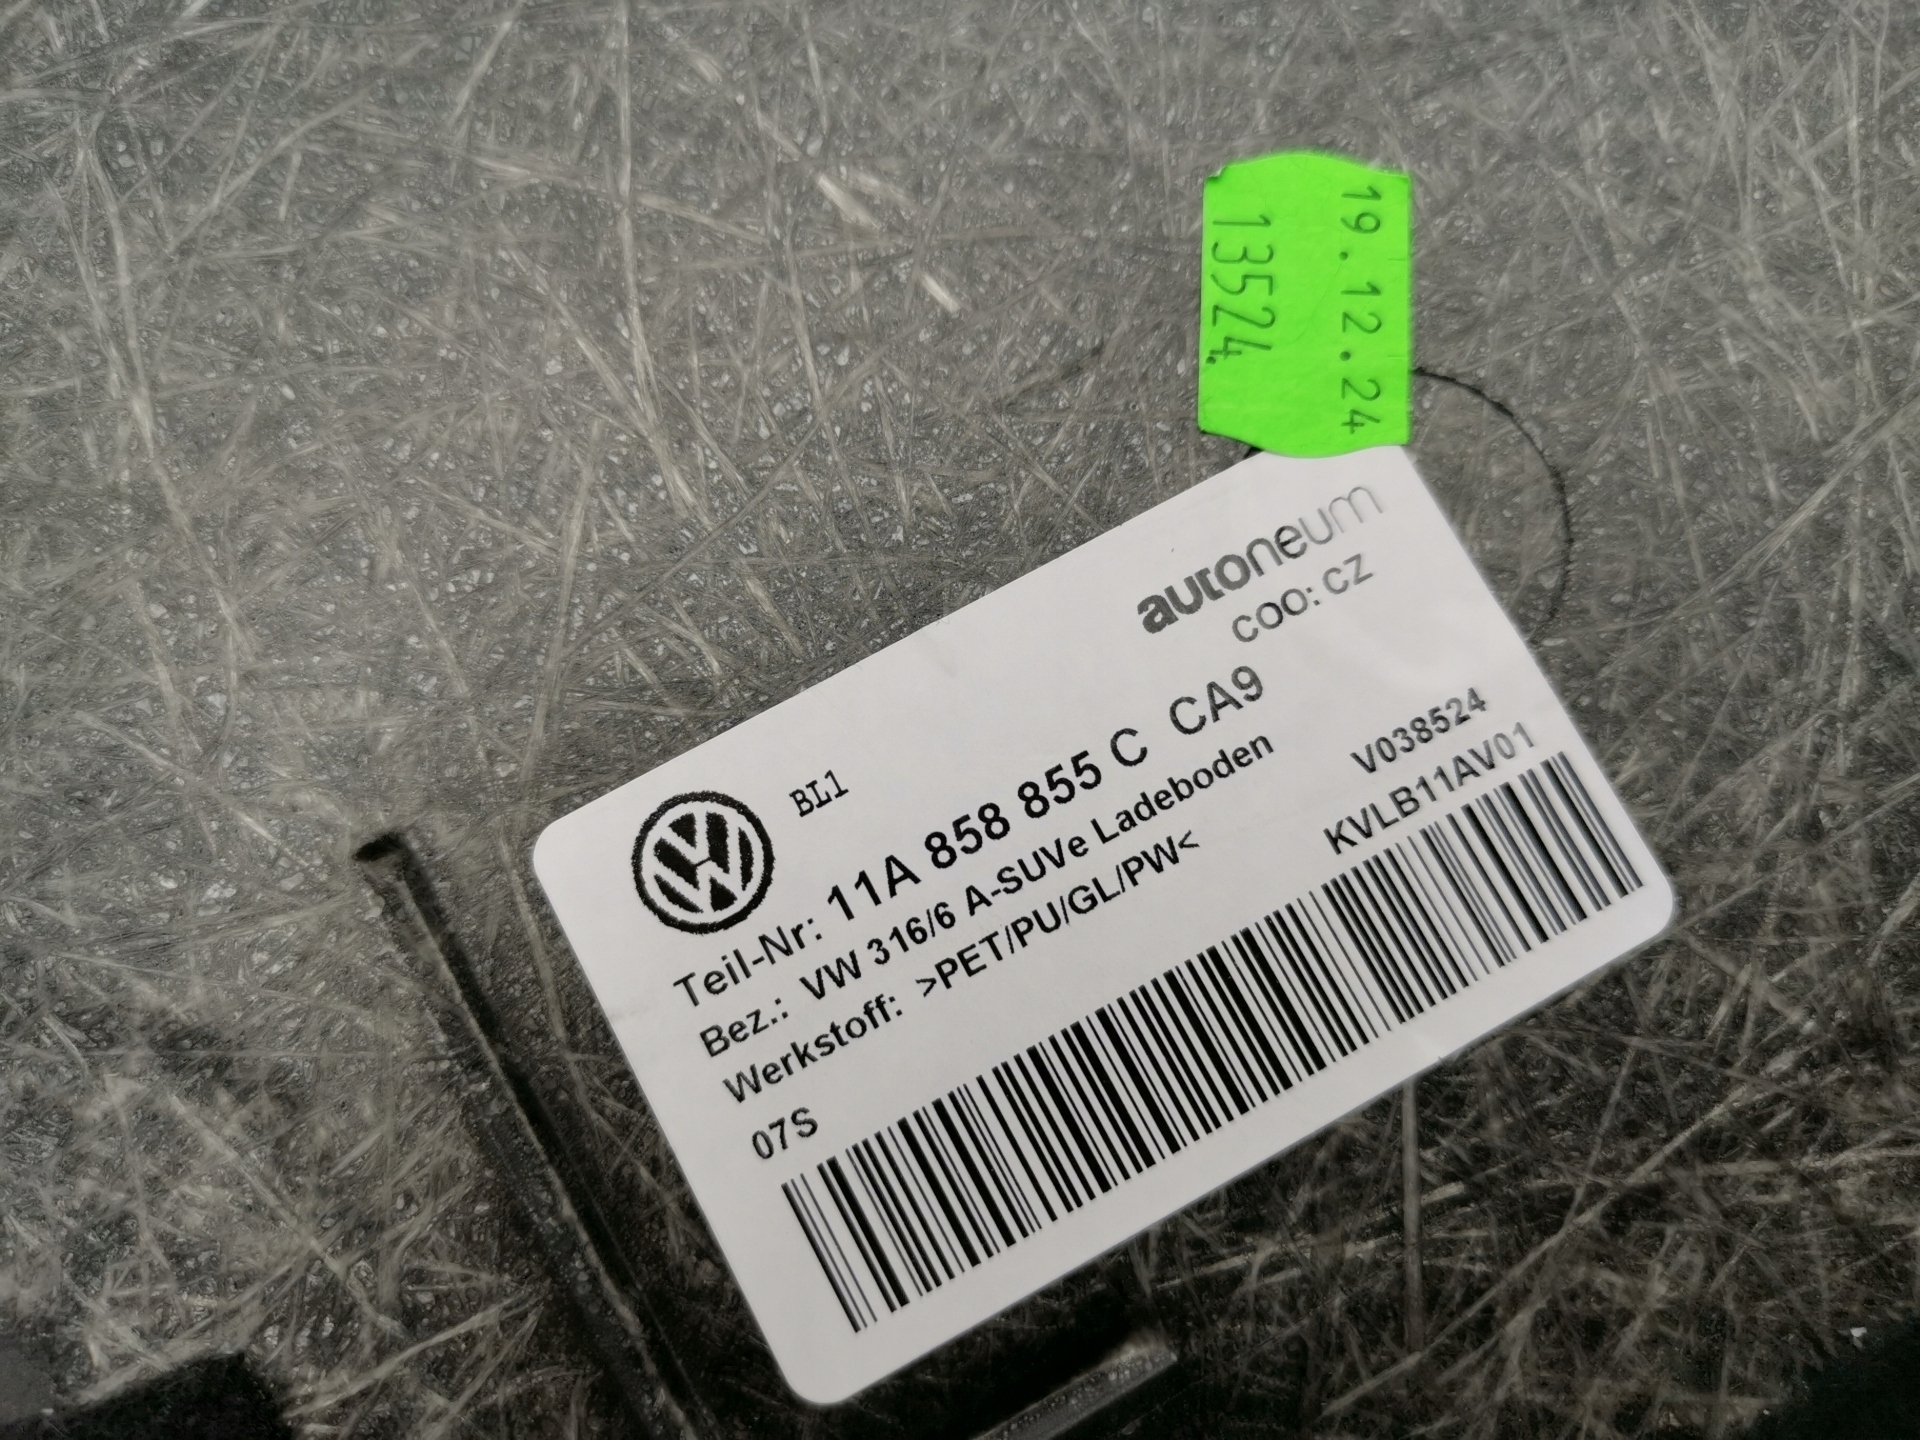 19.12.24
13524.
autoneum
COO: CZ
BL1
Teil-Nr: 11A 858 855 C CA9
Bez.: VW 316/6 A-SUVe Ladeboden
Werkstoff: >PET/PU/GL/PW<
V038524
07S
KVLB11AV01